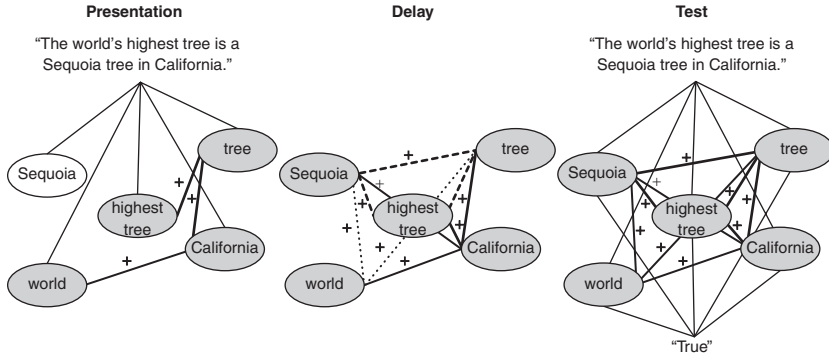 Presentation
“The world’s highest tree is a
Sequoia tree in California.”
Sequoia
tree
highest
tree
California
world
+
+
+
Delay
Sequoia
tree
highest
tree
California
world
+
+
+
+
+
+
+
+
Test
“The world’s highest tree is a
Sequoia tree in California.”
Sequoia
tree
highest
tree
California
world
+
+
+
+
+
+
+
+
+
“True”